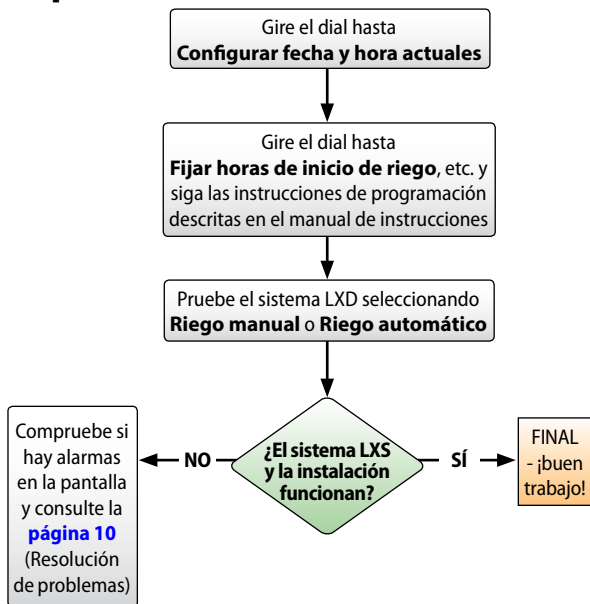 Gire el dial hasta
Configurar fecha y hora actuales
Gire el dial hasta
Fijar horas de inicio de riego, etc. y
siga las instrucciones de programación
descritas en el manual de instrucciones
Pruebe el sistema LXD seleccionando
Riego manual o Riego automático
¿El sistema LXS
y la instalación
funcionan?
NO
SÍ
Compruebe si
hay alarmas
en la pantalla
y consulte la
página 10
(Resolución
de problemas)
FINAL
- ¡buen
trabajo!